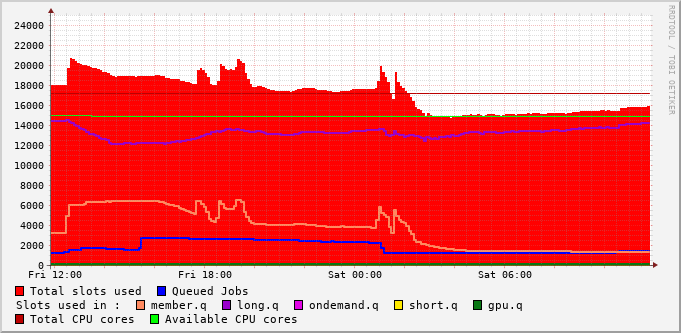 RRDTOOL / TOBI OETIKER
24000
22000
20000
18000
16000
14000
12000
10000
8000
6000
4000
2000
0
Fri 12:00 Fri 18:00 Sat 00:00 Sat 06:00
Total slots used Queued Jobs
Slots used in : member.q long.q ondemand.q short.q gpu.q
Total CPU cores Available CPU cores